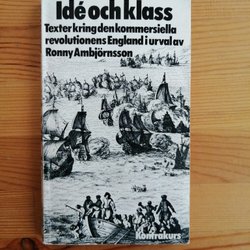 Idé och klass
Texter kring den kommersiella
revolutionens England i urval av
Ronny Ambjörnsson
Kontrakurs